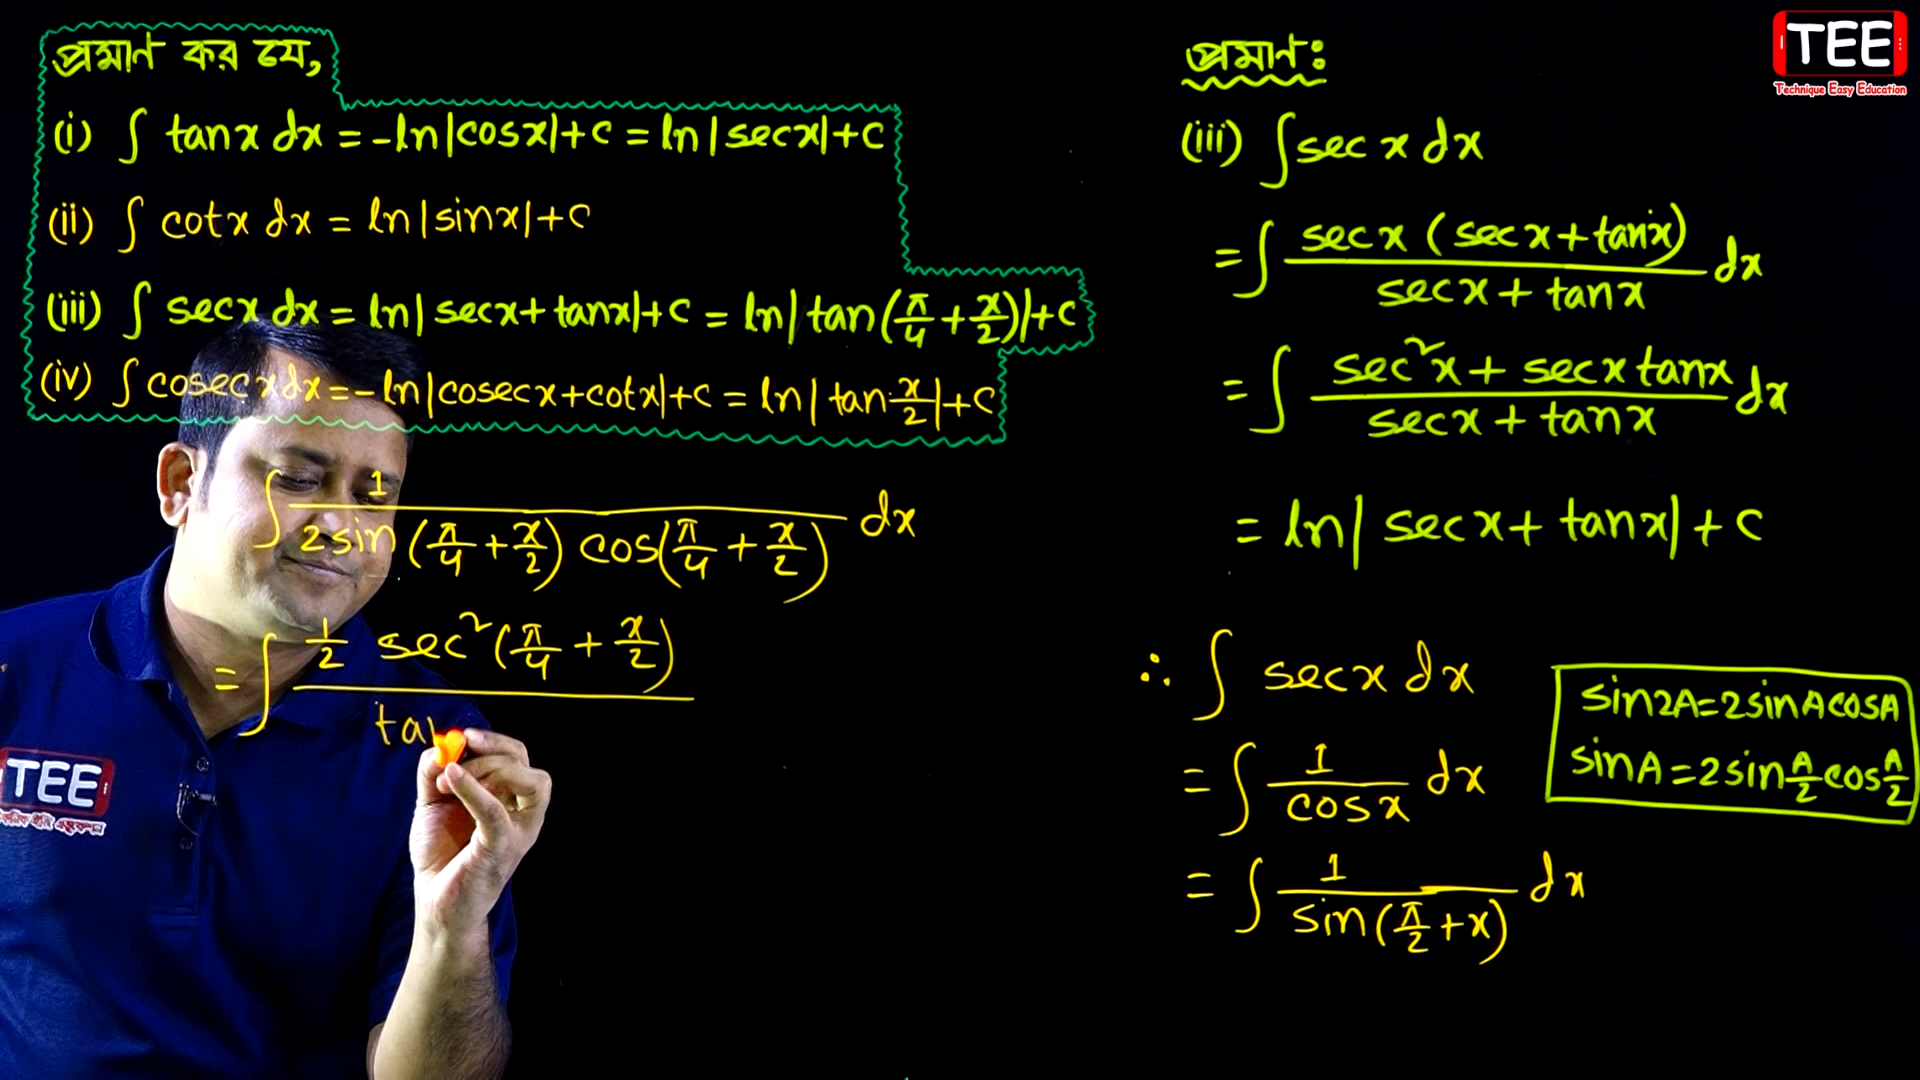 প্রমাণ কর যে,
(i) ∫ tanx dx = -ln|cosx|+c = ln|secx|+c
(ii) ∫ cotx dx = ln|sinx|+c
(iii) ∫ secx dx = ln|secx+tanx|+c = ln|tan(π/4+x/2)|+c
(iv) ∫ cosecx dx = -ln|cosecx+cotx|+c = ln|tan x/2|+c
∫ 1/(2sin(π/4+x/2) cos(π/4+x/2)) dx
= ∫ 1/2 sec²(π/4+x/2)
ta
প্রমাণ:
(iii) ∫ sec x dx
= ∫ secx (secx+tanx)/(secx+tanx) dx
= ∫ (sec²x+secx tanx)/(secx+tanx) dx
= ln|secx+tanx|+c
∴ ∫ secx dx
= ∫ 1/cosx dx
= ∫ 1/sin(π/2+x) dx
sin2A=2sinAcosA
sinA=2sin A/2 cos A/2
TEE
Technique Easy Education
TEE